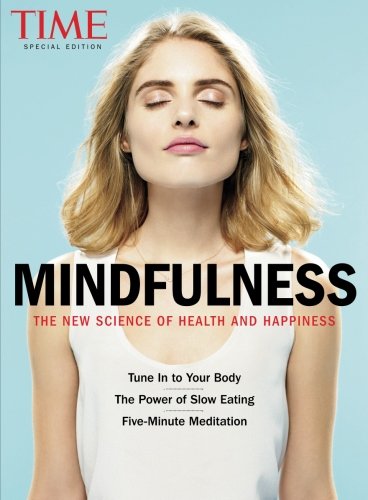 TIME
SPECIAL EDITION
MINDFULNESS
THE NEW SCIENCE OF HEALTH AND HAPPINESS
Tune In to Your Body
The Power of Slow Eating
Five-Minute Meditation